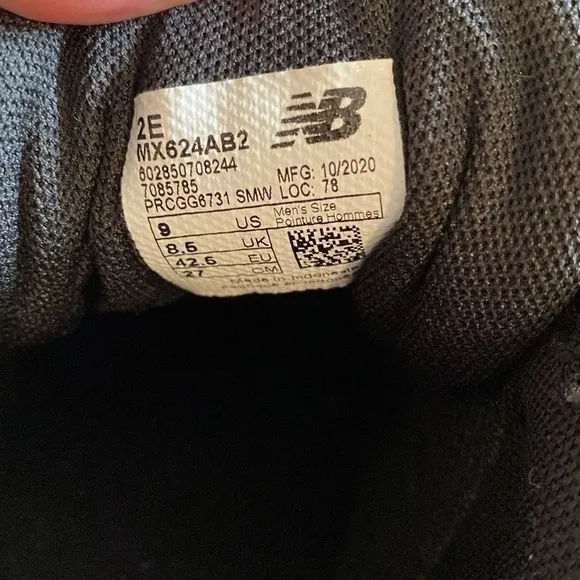 2E
NB
MX624AB2
602850708244
7085785 MFG: 10/2020
PRCGG6731 SMW LOC: 78
9 US Men's Size
Pointure Hommes
8.5 UK
42.5 EU
27 CM
Made in Indonesia